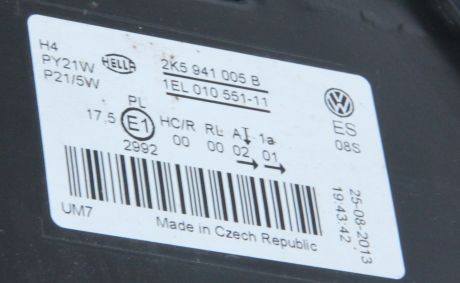 H4
PY21W
P21/5W
HELLA
2K5 941 005 B
1EL 010 551-11
PL
17,5 E1 HC/R RL AT 1a
2992 00 00 02 01
ES
08S
25-08-2013
19:43:42
UM7
Made in Czech Republic